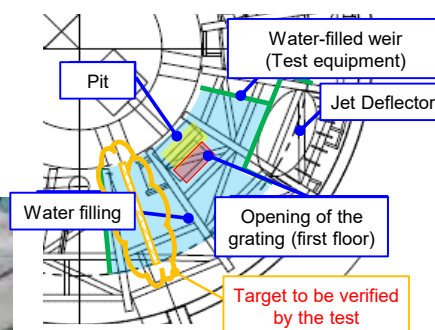 Water-filled weir
(Test equipment)
Pit
Jet Deflector
Water filling
Opening of the
grating (first floor)
Target to be verified
by the test